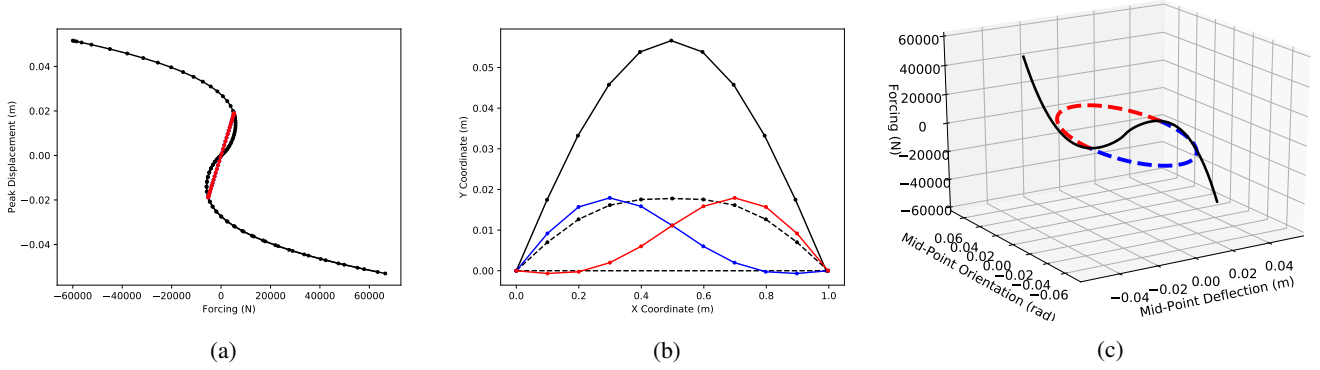 0.04
0.02
0.00
−0.02
−0.04
Peak Displacement (m)
−60000 −40000 −20000 0 20000 40000 60000
Forcing (N)
(a)
0.05
0.04
0.03
0.02
0.01
0.00
Y Coordinate (m)
0.0 0.2 0.4 0.6 0.8 1.0
X Coordinate (m)
(b)
60000
40000
20000
0
−20000
−40000
−60000
Forcing (N)
0.06
0.04
0.02
0.00
−0.02
−0.04
−0.06
Mid-Point Orientation (rad)
−0.04 −0.02 0.00 0.02 0.04
Mid-Point Deflection (m)
(c)